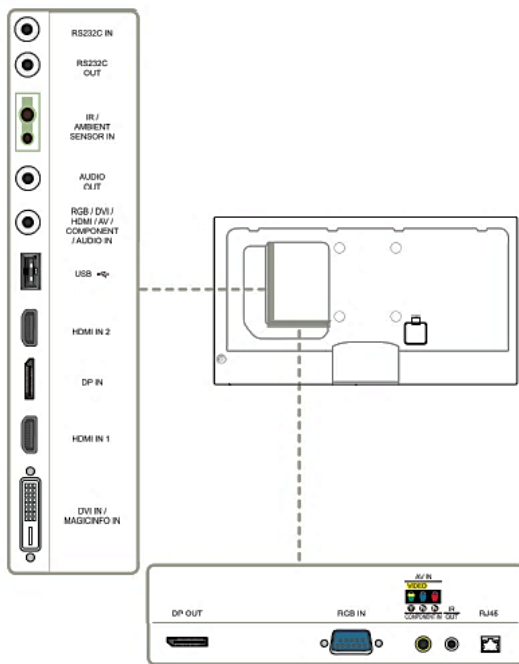 RS232C IN
RS232C
OUT
IR /
AMBIENT
SENSOR IN
AUDIO
OUT
RGB / DVI /
HDMI / AV /
COMPONENT
/ AUDIO IN
USB
HDMI IN 2
DP IN
HDMI IN 1
DVI IN /
MAGICINFO IN
DP OUT
RGB IN
AV IN
VIDEO
COMPONENT IN
IR
OUT
RJ45